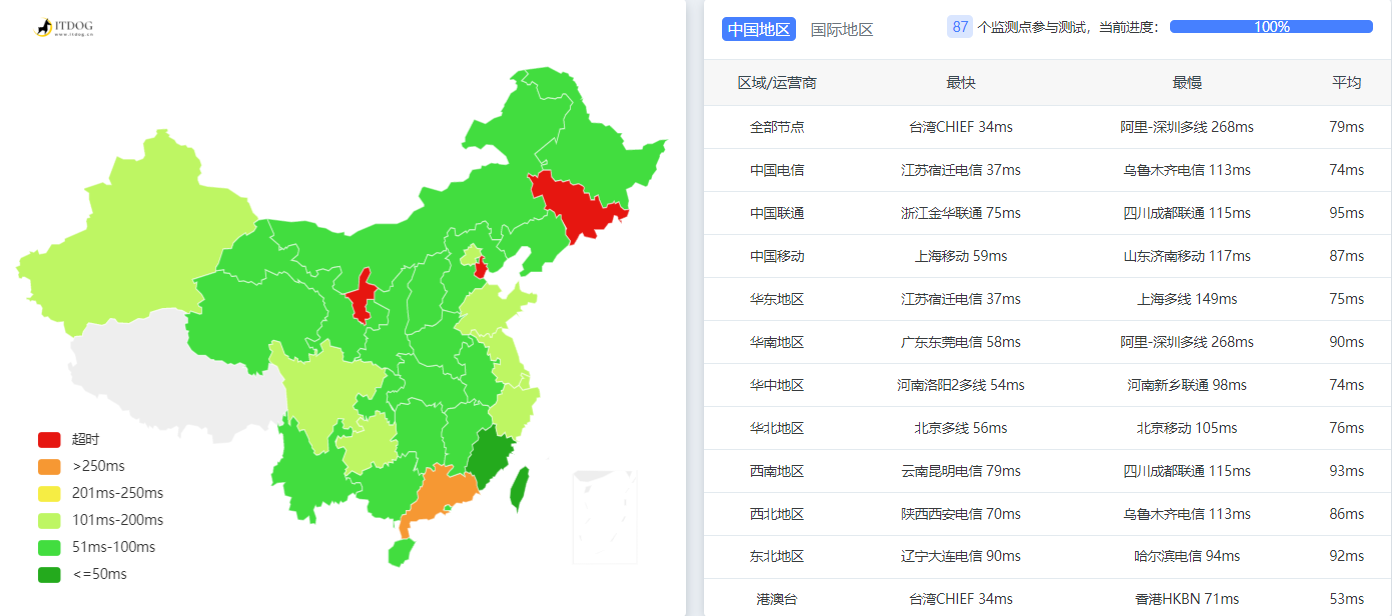 ITDOG
www.itdog.cn
超时
>250ms
201ms-250ms
101ms-200ms
51ms-100ms
<=50ms
中国地区 国际地区 87 个监测点参与测试，当前进度： 100%
区域/运营商 最快 最慢 平均
全部节点 台湾CHIEF 34ms 阿里-深圳多线 268ms 79ms
中国电信 江苏宿迁电信 37ms 乌鲁木齐电信 113ms 74ms
中国联通 浙江金华联通 75ms 四川成都联通 115ms 95ms
中国移动 上海移动 59ms 山东济南移动 117ms 87ms
华东地区 江苏宿迁电信 37ms 上海多线 149ms 75ms
华南地区 广东东莞电信 58ms 阿里-深圳多线 268ms 90ms
华中地区 河南洛阳2多线 54ms 河南新乡联通 98ms 74ms
华北地区 北京多线 56ms 北京移动 105ms 76ms
西南地区 云南昆明电信 79ms 四川成都联通 115ms 93ms
西北地区 陕西西安电信 70ms 乌鲁木齐电信 113ms 86ms
东北地区 辽宁大连电信 90ms 哈尔滨电信 94ms 92ms
港澳台 台湾CHIEF 34ms 香港HKBN 71ms 53ms